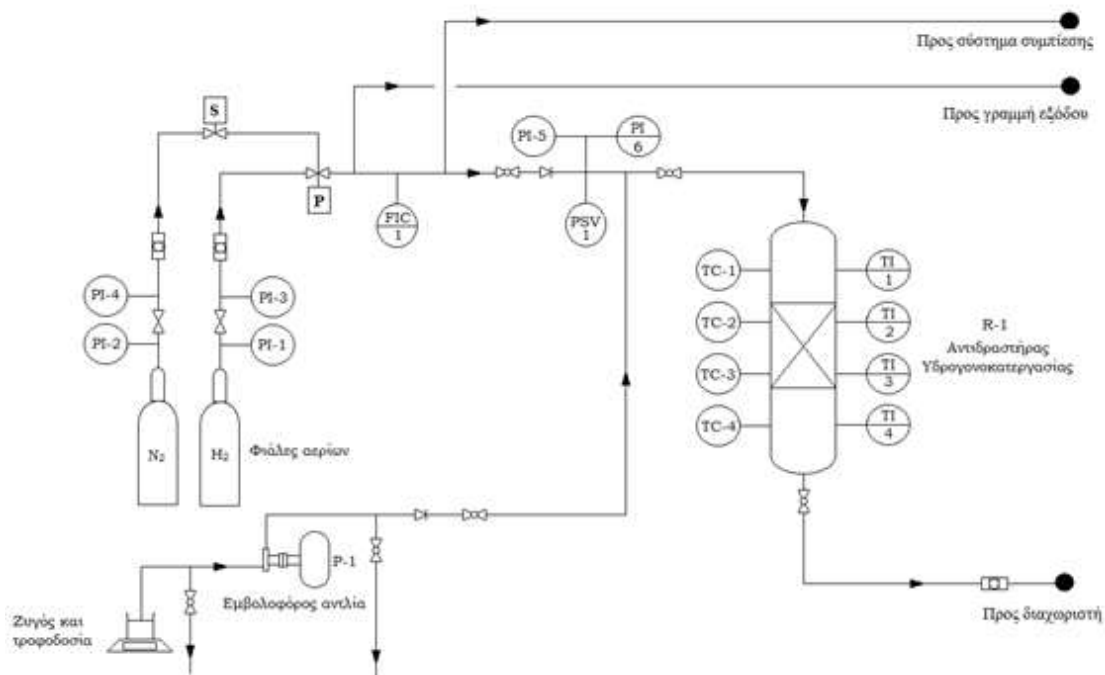 Προς σύστημα συμπίεσης
Προς γραμμή εξόδου
S
P
PI-5
PI
6
FIC
1
PSV
1
PI-4
PI-3
PI-2
PI-1
TC-1
TI
1
TC-2
TI
2
TC-3
TI
3
TC-4
TI
4
R-1
Αντιδραστήρας
Υδρογονοκατεργασίας
N₂
H₂
Φιάλες αερίων
P-1
Εμβολοφόρος αντλία
Ζυγός και
τροφοδοσία
Προς διαχωριστή